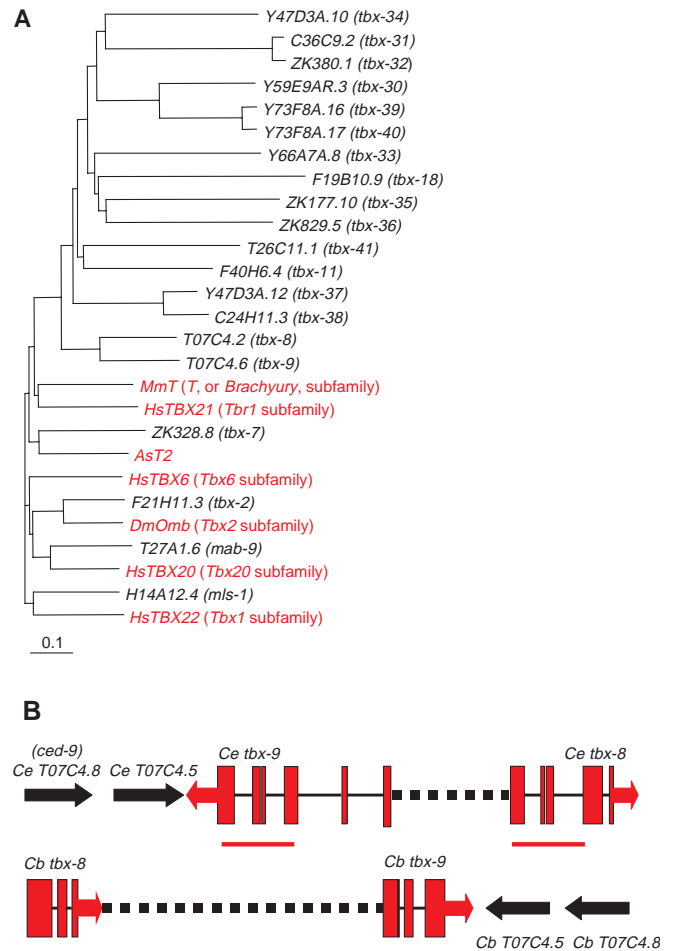 A
Y47D3A.10 (tbx-34)
C36C9.2 (tbx-31)
ZK380.1 (tbx-32)
Y59E9AR.3 (tbx-30)
Y73F8A.16 (tbx-39)
Y73F8A.17 (tbx-40)
Y66A7A.8 (tbx-33)
F19B10.9 (tbx-18)
ZK177.10 (tbx-35)
ZK829.5 (tbx-36)
T26C11.1 (tbx-41)
F40H6.4 (tbx-11)
Y47D3A.12 (tbx-37)
C24H11.3 (tbx-38)
T07C4.2 (tbx-8)
T07C4.6 (tbx-9)
MmT (T, or Brachyury, subfamily)
HsTBX21 (Tbr1 subfamily)
ZK328.8 (tbx-7)
AsT2
HsTBX6 (Tbx6 subfamily)
F21H11.3 (tbx-2)
DmOmb (Tbx2 subfamily)
T27A1.6 (mab-9)
HsTBX20 (Tbx20 subfamily)
H14A12.4 (mls-1)
HsTBX22 (Tbx1 subfamily)
0.1
B
(ced-9)
Ce T07C4.8 Ce T07C4.5 Ce tbx-9 Ce tbx-8
Cb tbx-8 Cb tbx-9
Cb T07C4.5 Cb T07C4.8